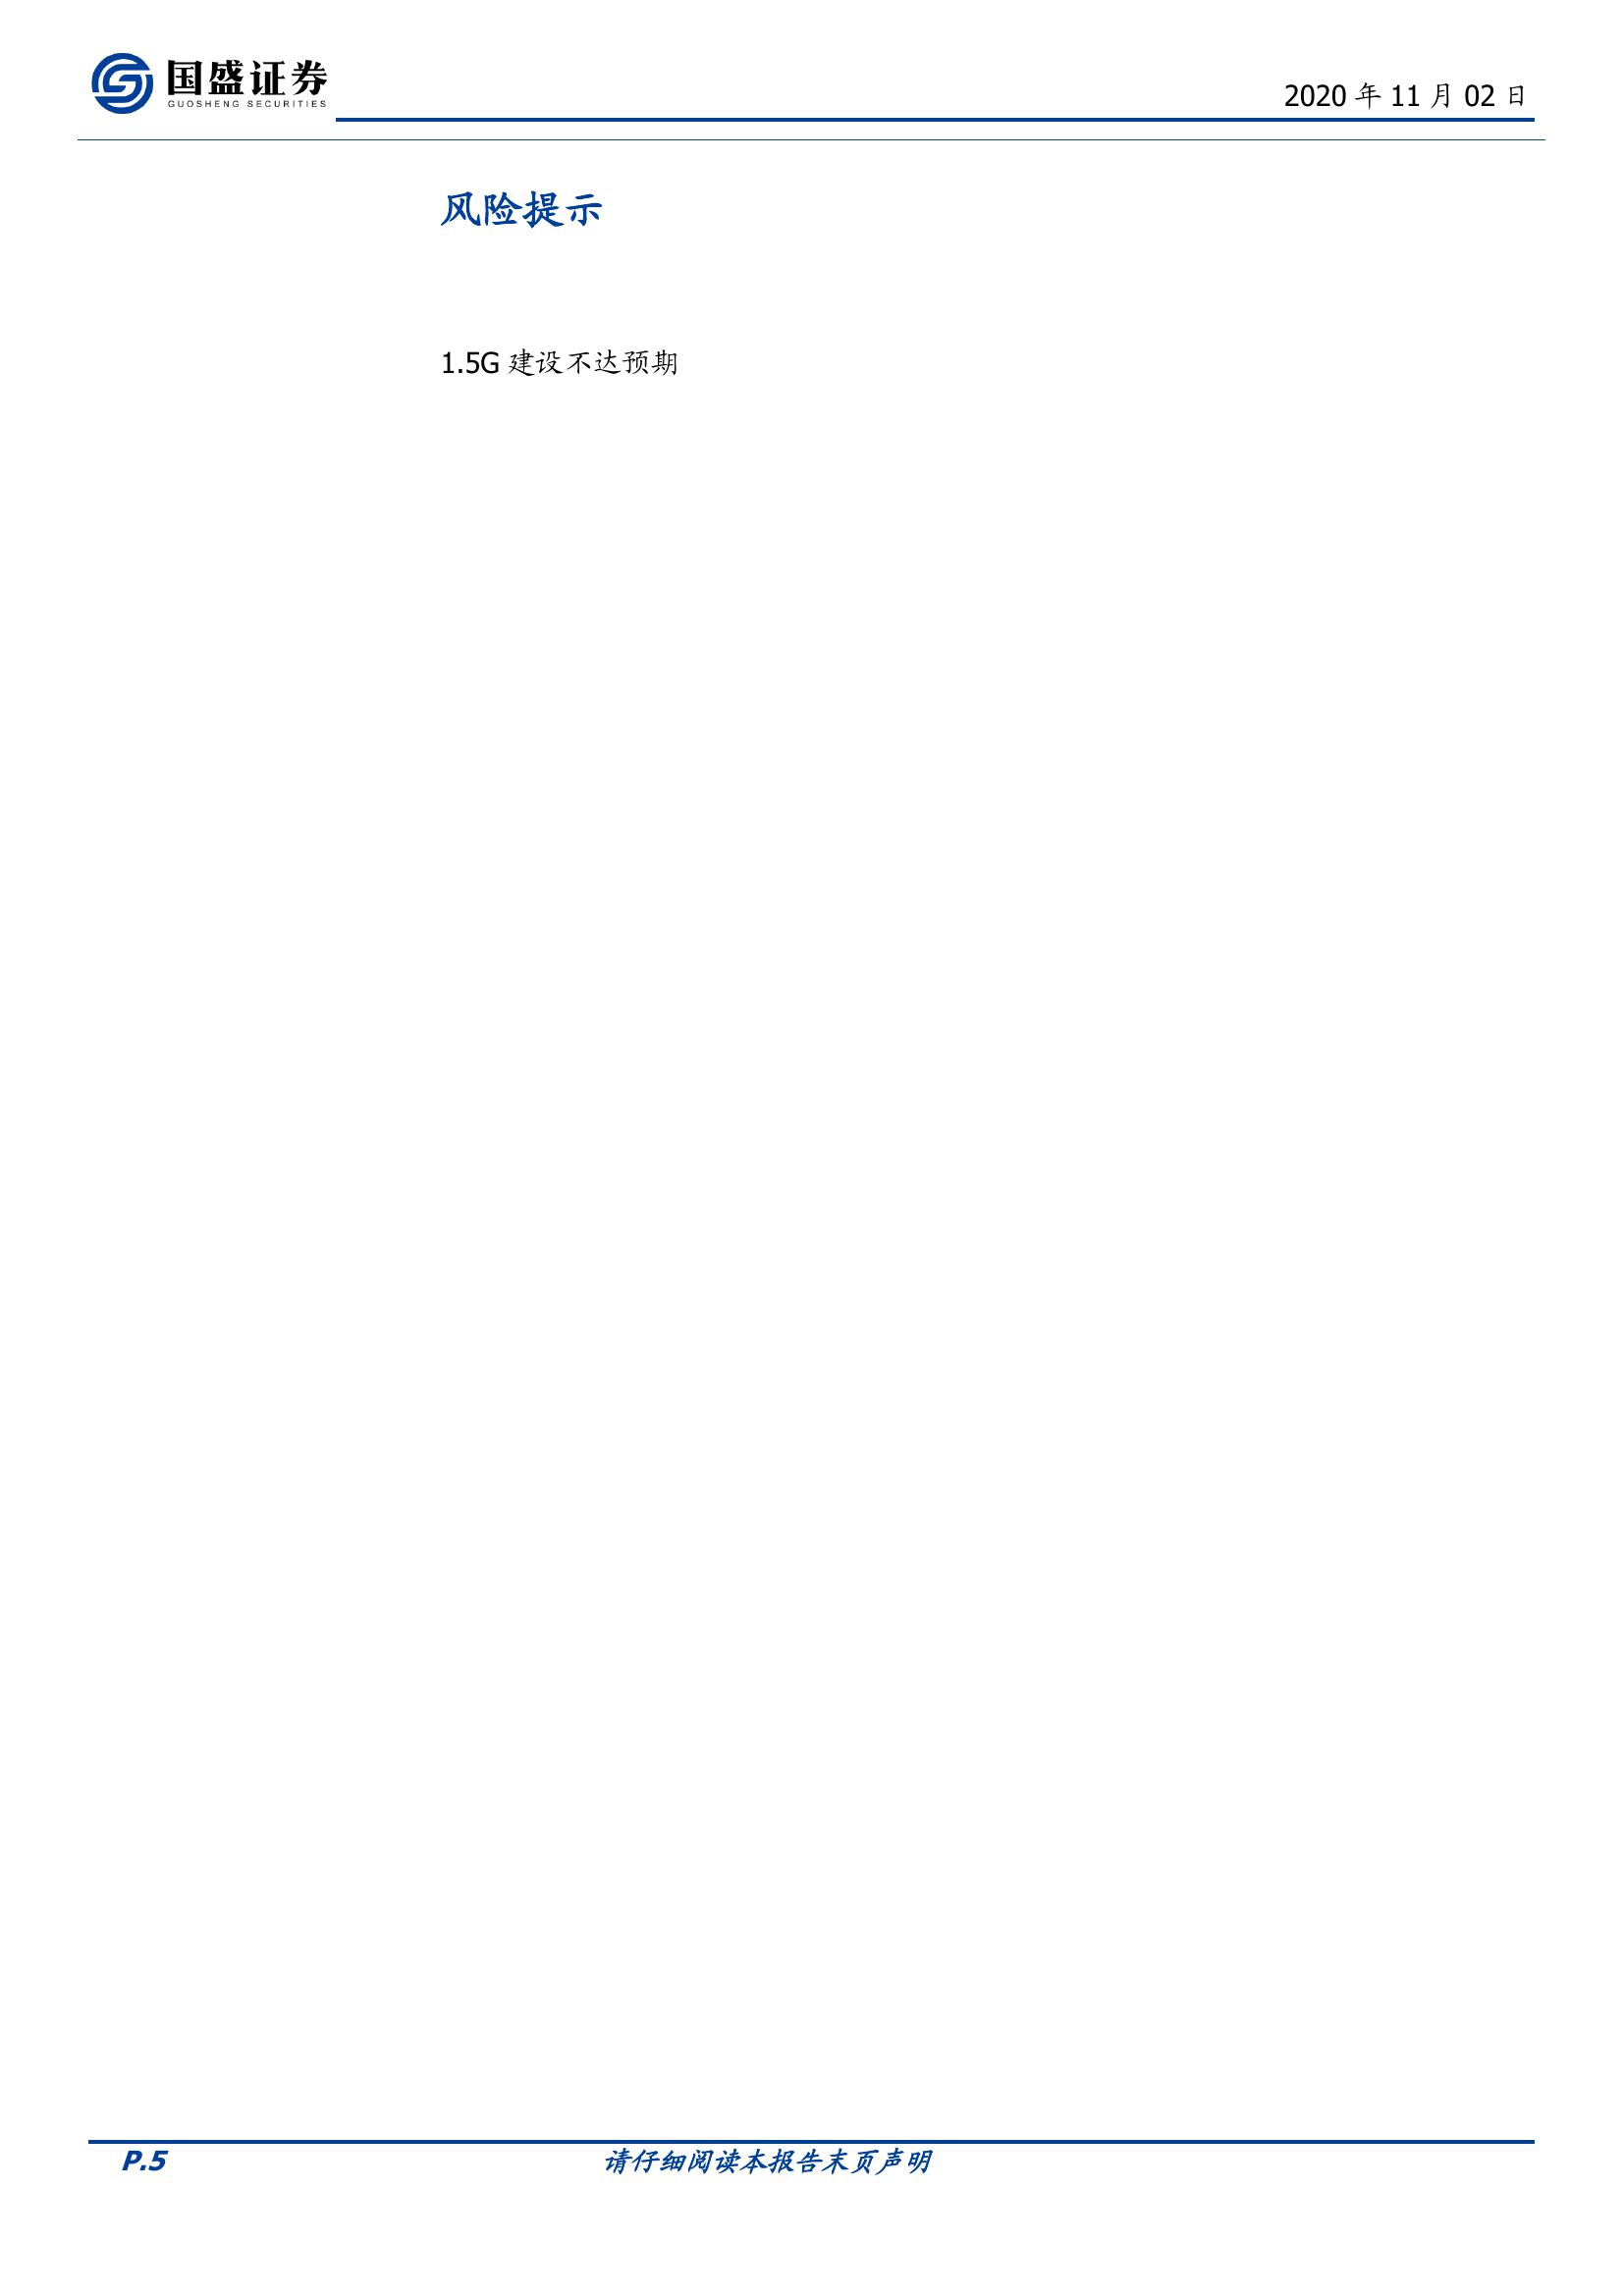 国盛证券
GUOSHENG SECURITIES
2020 年 11 月 02 日
风险提示
1.5G 建设不达预期
P.5
请仔细阅读本报告末页声明